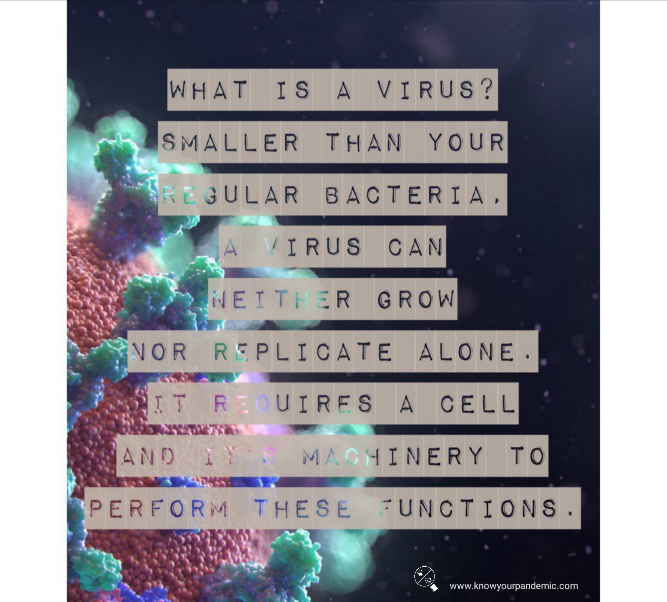 WHAT IS A VIRUS?
SMALLER THAN YOUR
REGULAR BACTERIA,
A VIRUS CAN
NEITHER GROW
NOR REPLICATE ALONE.
IT REQUIRES A CELL
AND IT'S MACHINERY TO
PERFORM THESE FUNCTIONS.
www.knowyourpandemic.com